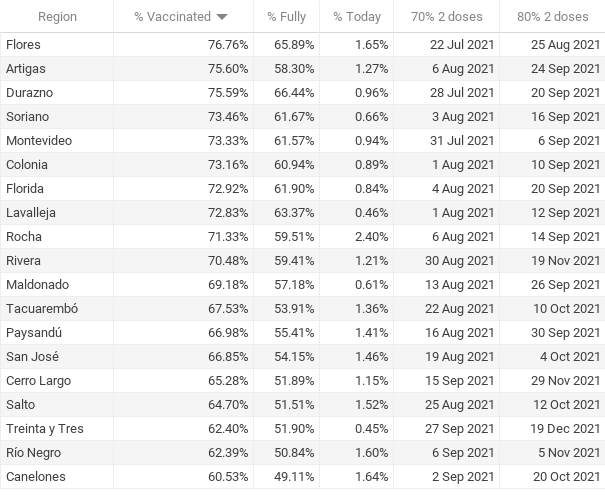 Region % Vaccinated % Fully % Today 70% 2 doses 80% 2 doses
Flores 76.76% 65.89% 1.65% 22 Jul 2021 25 Aug 2021
Artigas 75.60% 58.30% 1.27% 6 Aug 2021 24 Sep 2021
Durazno 75.59% 66.44% 0.96% 28 Jul 2021 20 Sep 2021
Soriano 73.46% 61.67% 0.66% 3 Aug 2021 16 Sep 2021
Montevideo 73.33% 61.57% 0.94% 31 Jul 2021 6 Sep 2021
Colonia 73.16% 60.94% 0.89% 1 Aug 2021 10 Sep 2021
Florida 72.92% 61.90% 0.84% 4 Aug 2021 20 Sep 2021
Lavalleja 72.83% 63.37% 0.46% 1 Aug 2021 12 Sep 2021
Rocha 71.33% 59.51% 2.40% 6 Aug 2021 14 Sep 2021
Rivera 70.48% 59.41% 1.21% 30 Aug 2021 19 Nov 2021
Maldonado 69.18% 57.18% 0.61% 13 Aug 2021 26 Sep 2021
Tacuarembó 67.53% 53.91% 1.36% 22 Aug 2021 10 Oct 2021
Paysandú 66.98% 55.41% 1.41% 16 Aug 2021 30 Sep 2021
San José 66.85% 54.15% 1.46% 19 Aug 2021 4 Oct 2021
Cerro Largo 65.28% 51.89% 1.15% 15 Sep 2021 29 Nov 2021
Salto 64.70% 51.51% 1.52% 25 Aug 2021 12 Oct 2021
Treinta y Tres 62.40% 51.90% 0.45% 27 Sep 2021 19 Dec 2021
Río Negro 62.39% 50.84% 1.60% 6 Sep 2021 5 Nov 2021
Canelones 60.53% 49.11% 1.64% 2 Sep 2021 20 Oct 2021